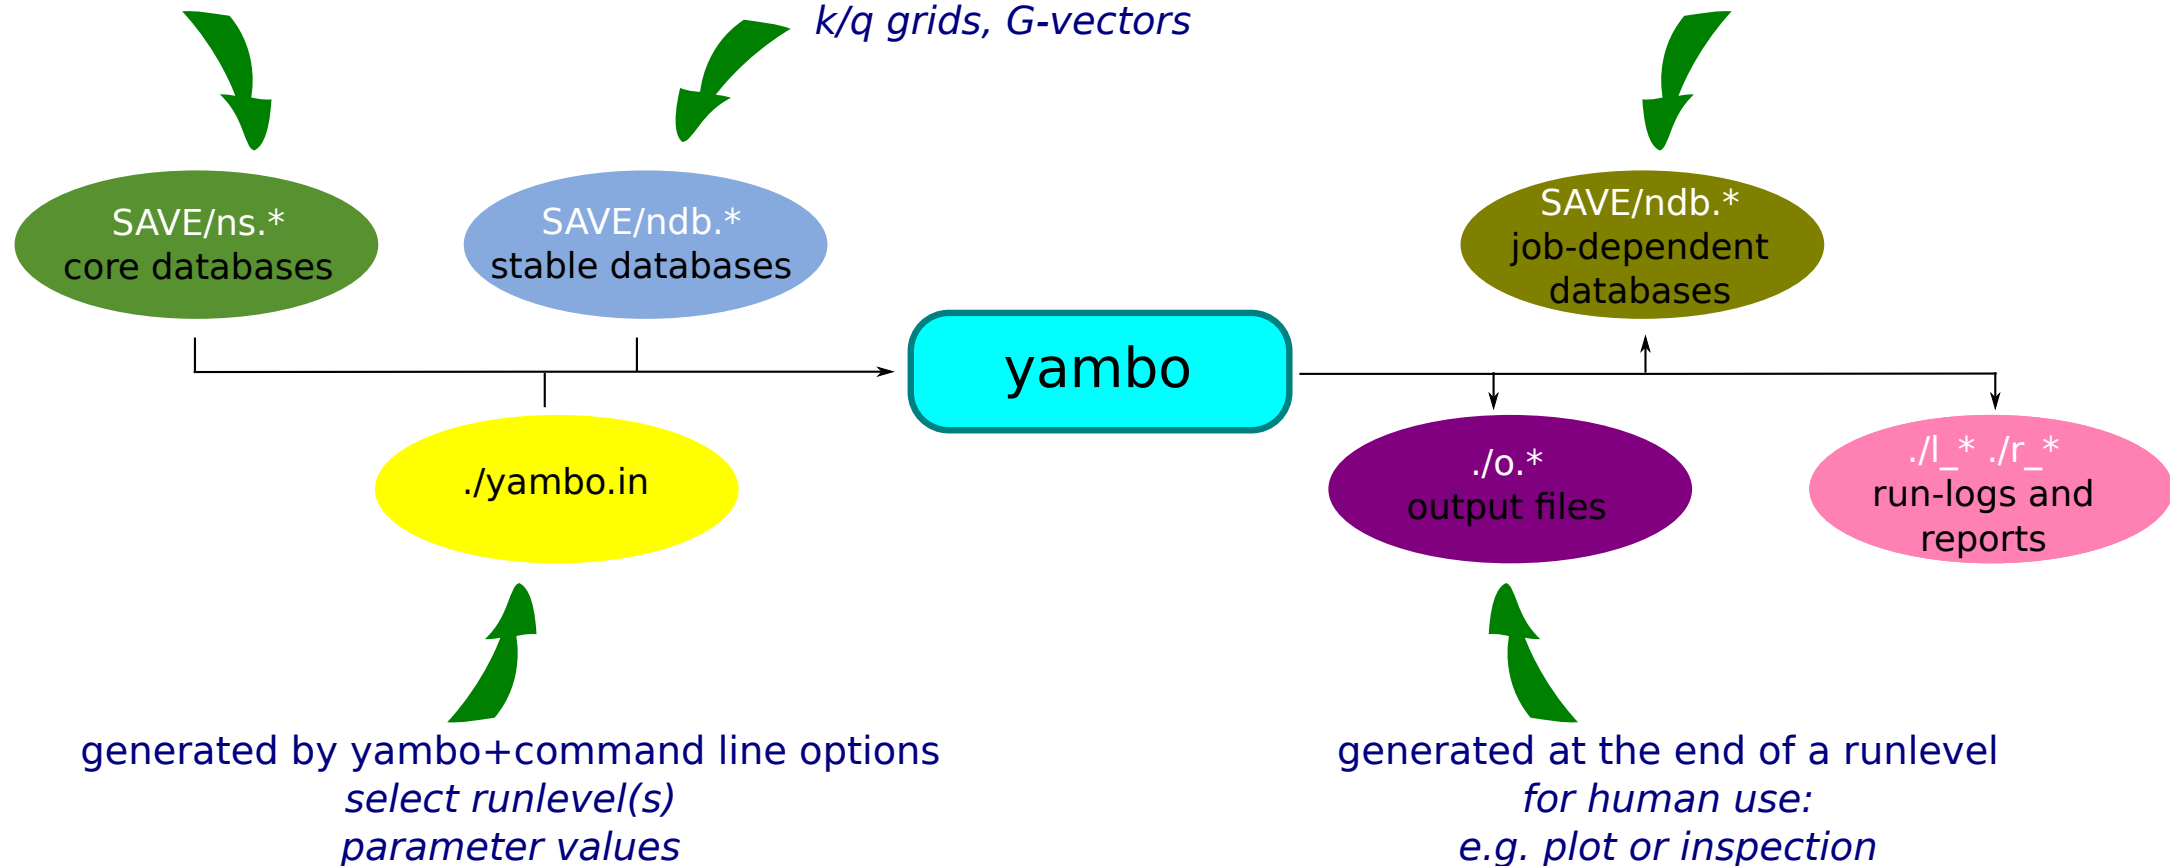 k/q grids, G-vectors
SAVE/ns.*
core databases
SAVE/ndb.*
stable databases
SAVE/ndb.*
job-dependent
databases
yambo
./yambo.in
./o.*
output files
./l_* ./r_*
run-logs and
reports
generated by yambo+command line options
select runlevel(s)
parameter values
generated at the end of a runlevel
for human use:
e.g. plot or inspection